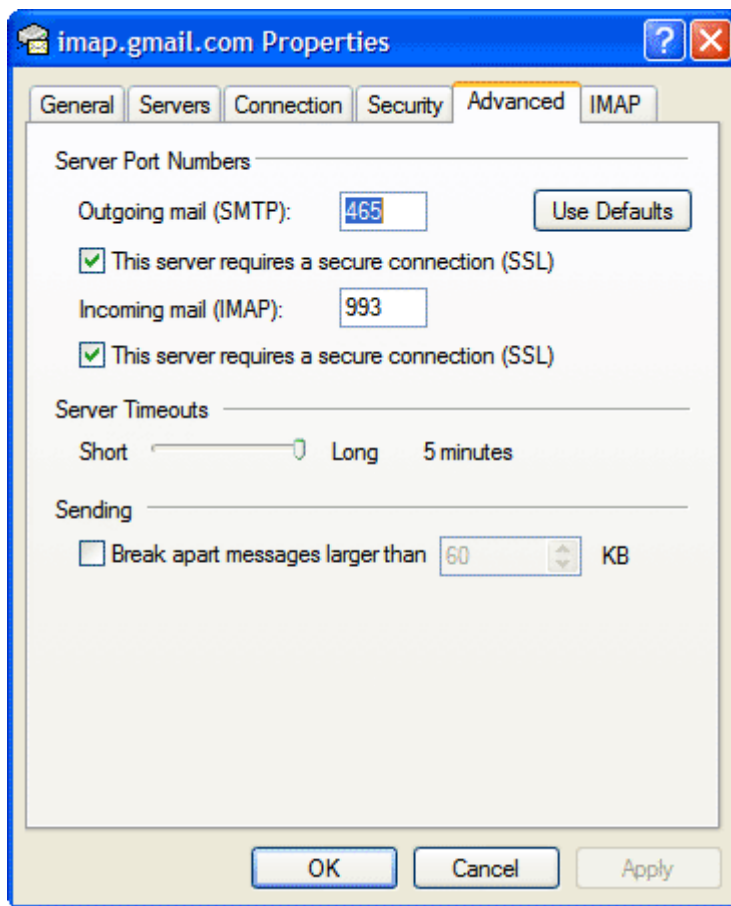 imap.gmail.com Properties
General Servers Connection Security Advanced IMAP
Server Port Numbers
Outgoing mail (SMTP): 465 Use Defaults
This server requires a secure connection (SSL)
Incoming mail (IMAP): 993
This server requires a secure connection (SSL)
Server Timeouts
Short Long 5 minutes
Sending
Break apart messages larger than 60 KB
OK Cancel Apply